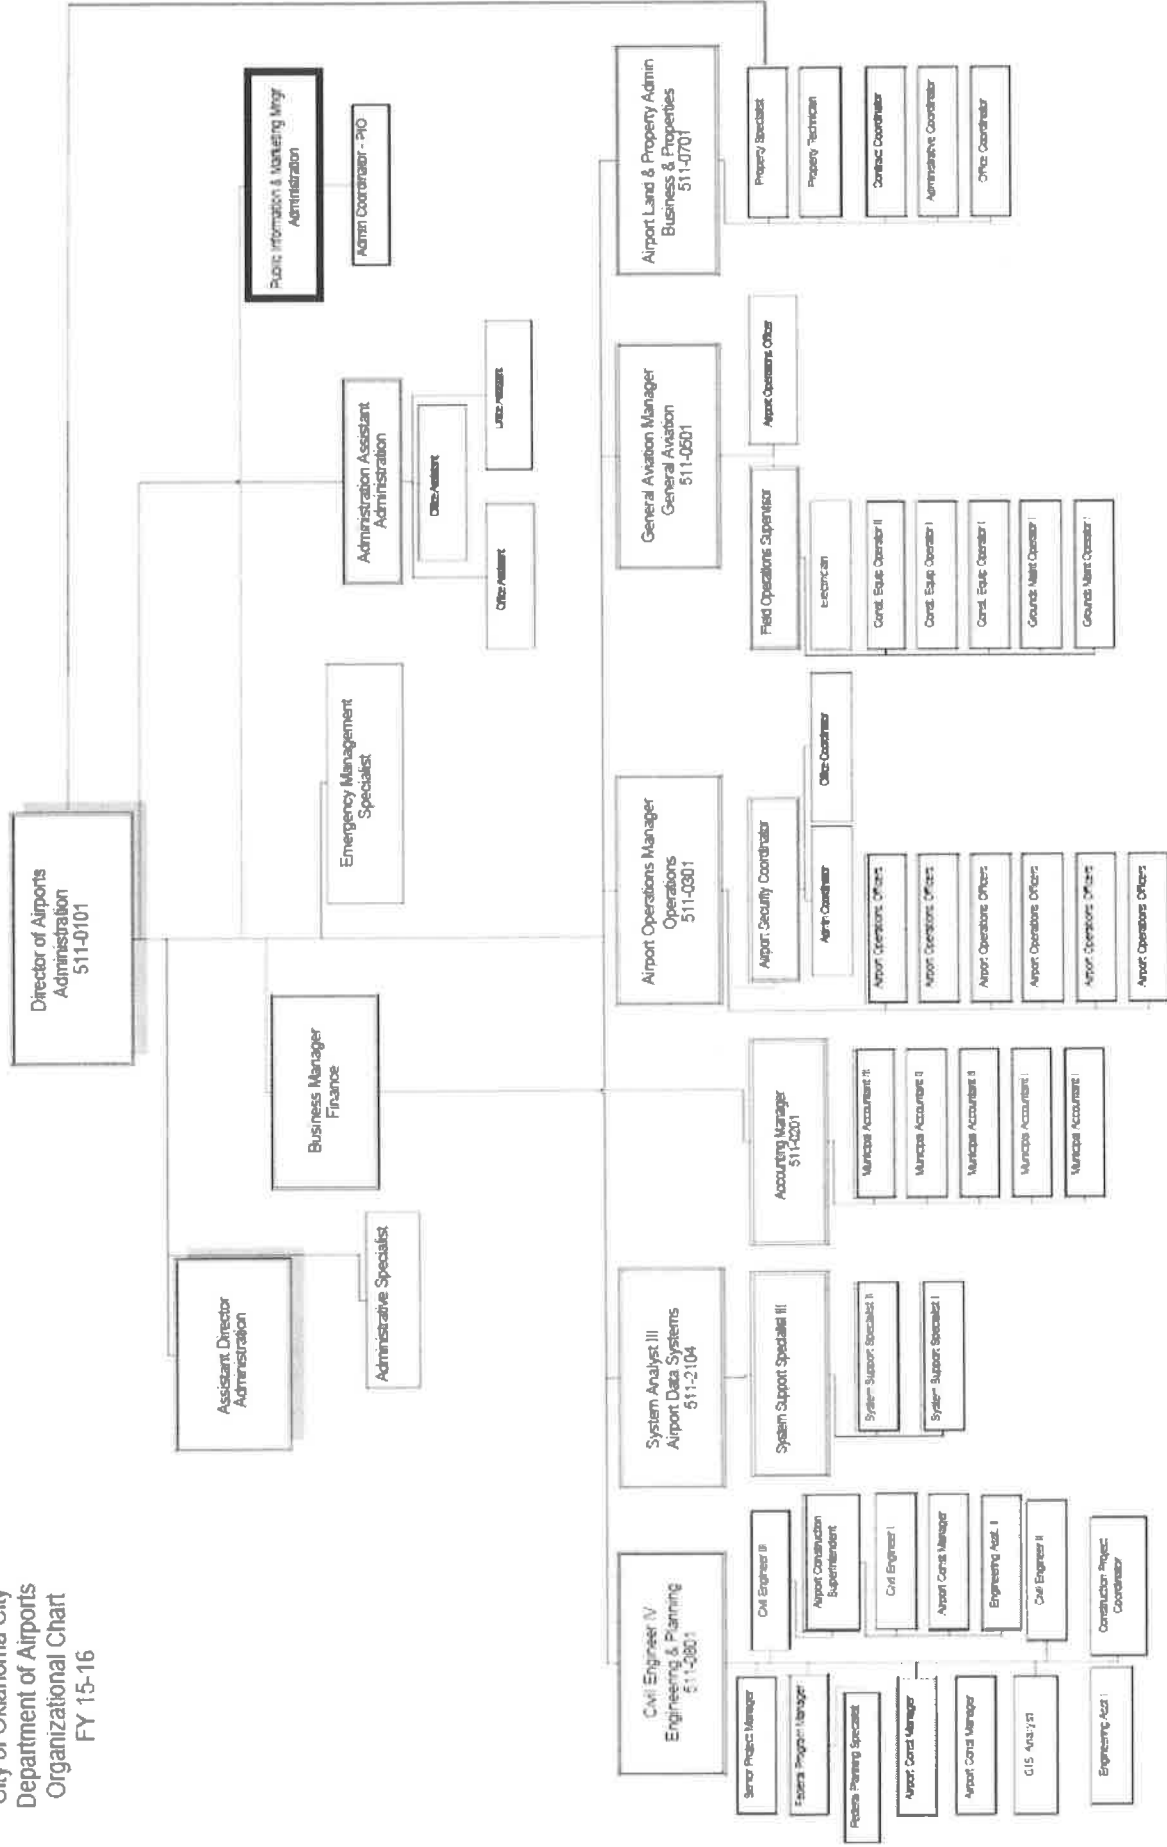 City of Oklahoma City
Department of Airports
Organizational Chart
FY 15-16
Director of Airports
Administration
511-0101
Assistant Director
Administration
Administrative Specialist
Business Manager
Finance
Emergency Management
Specialist
Administration Assistant
Administration
Office Assistant
Office Assistant
Office Assistant
Public Information & Marketing Mngr
Administration
Admin Coordinator - PIO
Civil Engineer IV
Engineering & Planning
511-0801
Senior Project Manager
Federal Program Manager
Federal Planning Specialist
Airport Const Manager
Airport Const Manager
GIS Analyst
Engineering Asst I
Civil Engineer III
Airport Construction
Superintendent
Civil Engineer I
Airport Const Manager
Engineering Asst. II
Civil Engineer II
Construction Project
Coordinator
System Analyst III
Airport Data Systems
511-2104
System Support Specialist III
System Support Specialist II
System Support Specialist I
Accounting Manager
511-0201
Municipal Accountant III
Municipal Accountant II
Municipal Accountant II
Municipal Accountant I
Municipal Accountant I
Airport Operations Manager
Operations
511-0301
Airport Security Coordinator
Admin Coordinator
Office Coordinator
Airport Operations Officers
Airport Operations Officers
Airport Operations Officers
Airport Operations Officers
Airport Operations Officers
Airport Operations Officers
General Aviation Manager
General Aviation
511-0501
Field Operations Supervisor
Airport Operations Officer
Electrician
Const. Equip Operator II
Const. Equip Operator I
Const. Equip Operator I
Grounds Maint Operator I
Grounds Maint Operator I
Airport Land & Property Admin
Business & Properties
511-0701
Property Specialist
Property Technician
Contract Coordinator
Administrative Coordinator
Office Coordinator